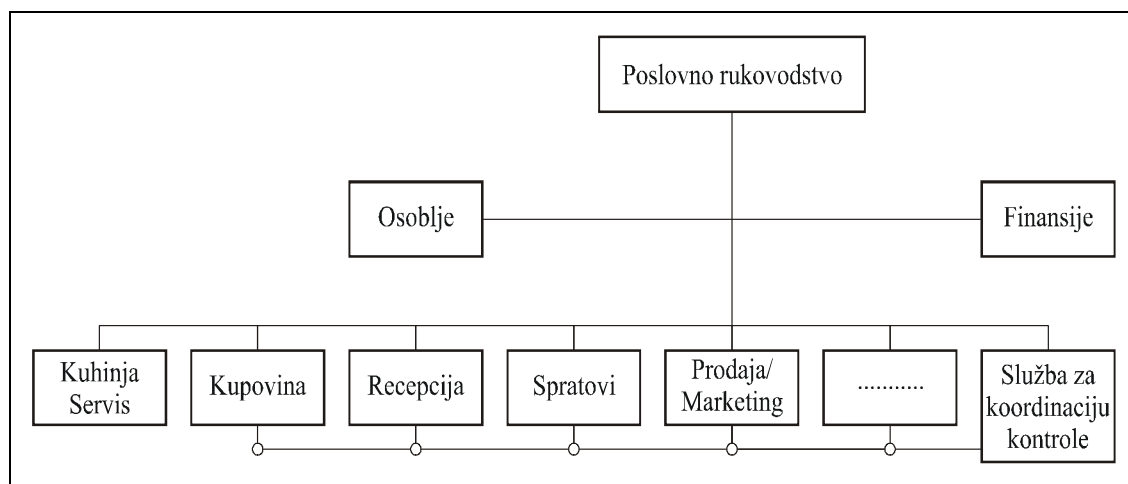 Poslovno rukovodstvo
Osoblje
Finansije
Kuhinja
Servis
Kupovina
Recepcija
Spratovi
Prodaja/
Marketing
...........
Služba za
koordinaciju
kontrole